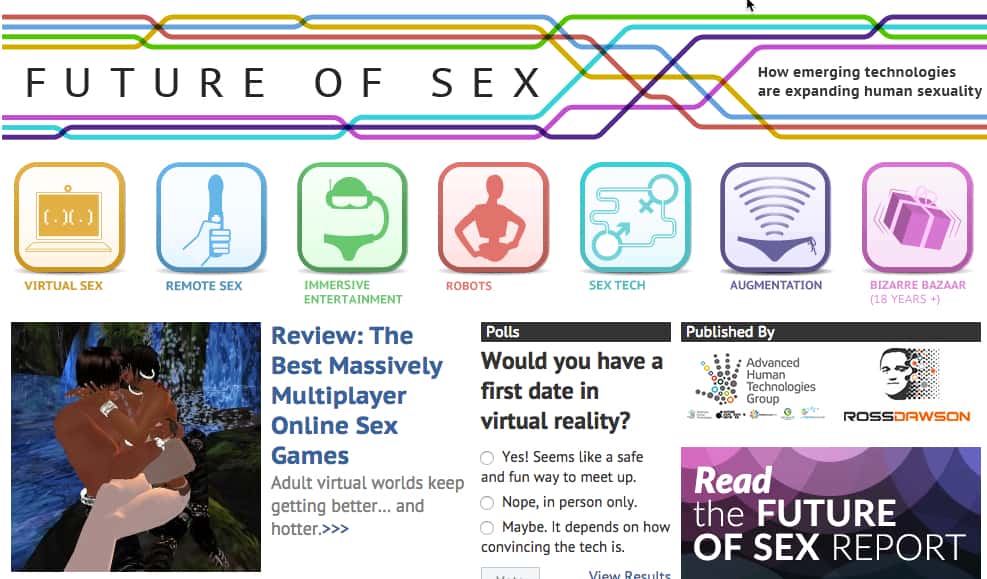 FUTURE OF SEX
How emerging technologies
are expanding human sexuality
(.)(.)
VIRTUAL SEX
REMOTE SEX
IMMERSIVE
ENTERTAINMENT
ROBOTS
SEX TECH
AUGMENTATION
BIZARRE BAZAAR
(18 YEARS +)
Review: The
Best Massively
Multiplayer
Online Sex
Games
Adult virtual worlds keep
getting better... and
hotter.>>>
Polls
Would you have a
first date in
virtual reality?
Yes! Seems like a safe
and fun way to meet up.
Nope, in person only.
Maybe. It depends on how
convincing the tech is.
View Results
Published By
Advanced
Human
Technologies
Group
ROSSDAWSON
Read
the FUTURE
OF SEX REPORT